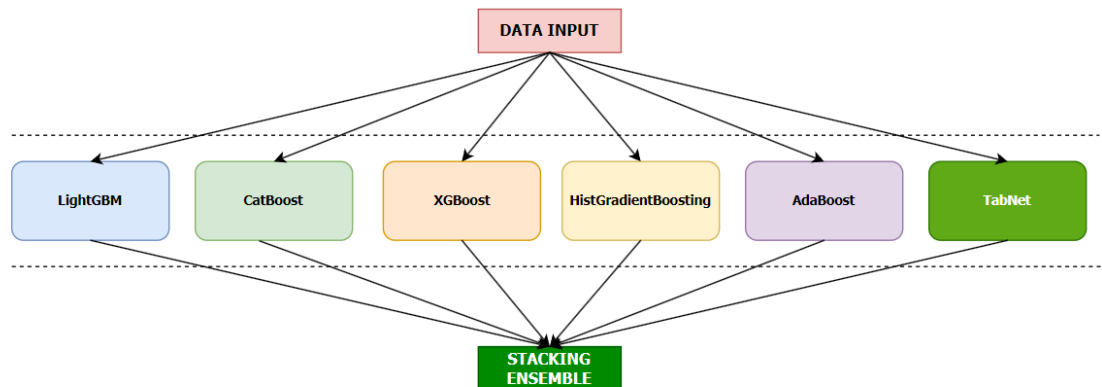 DATA INPUT
LightGBM
CatBoost
XGBoost
HistGradientBoosting
AdaBoost
TabNet
STACKING
ENSEMBLE